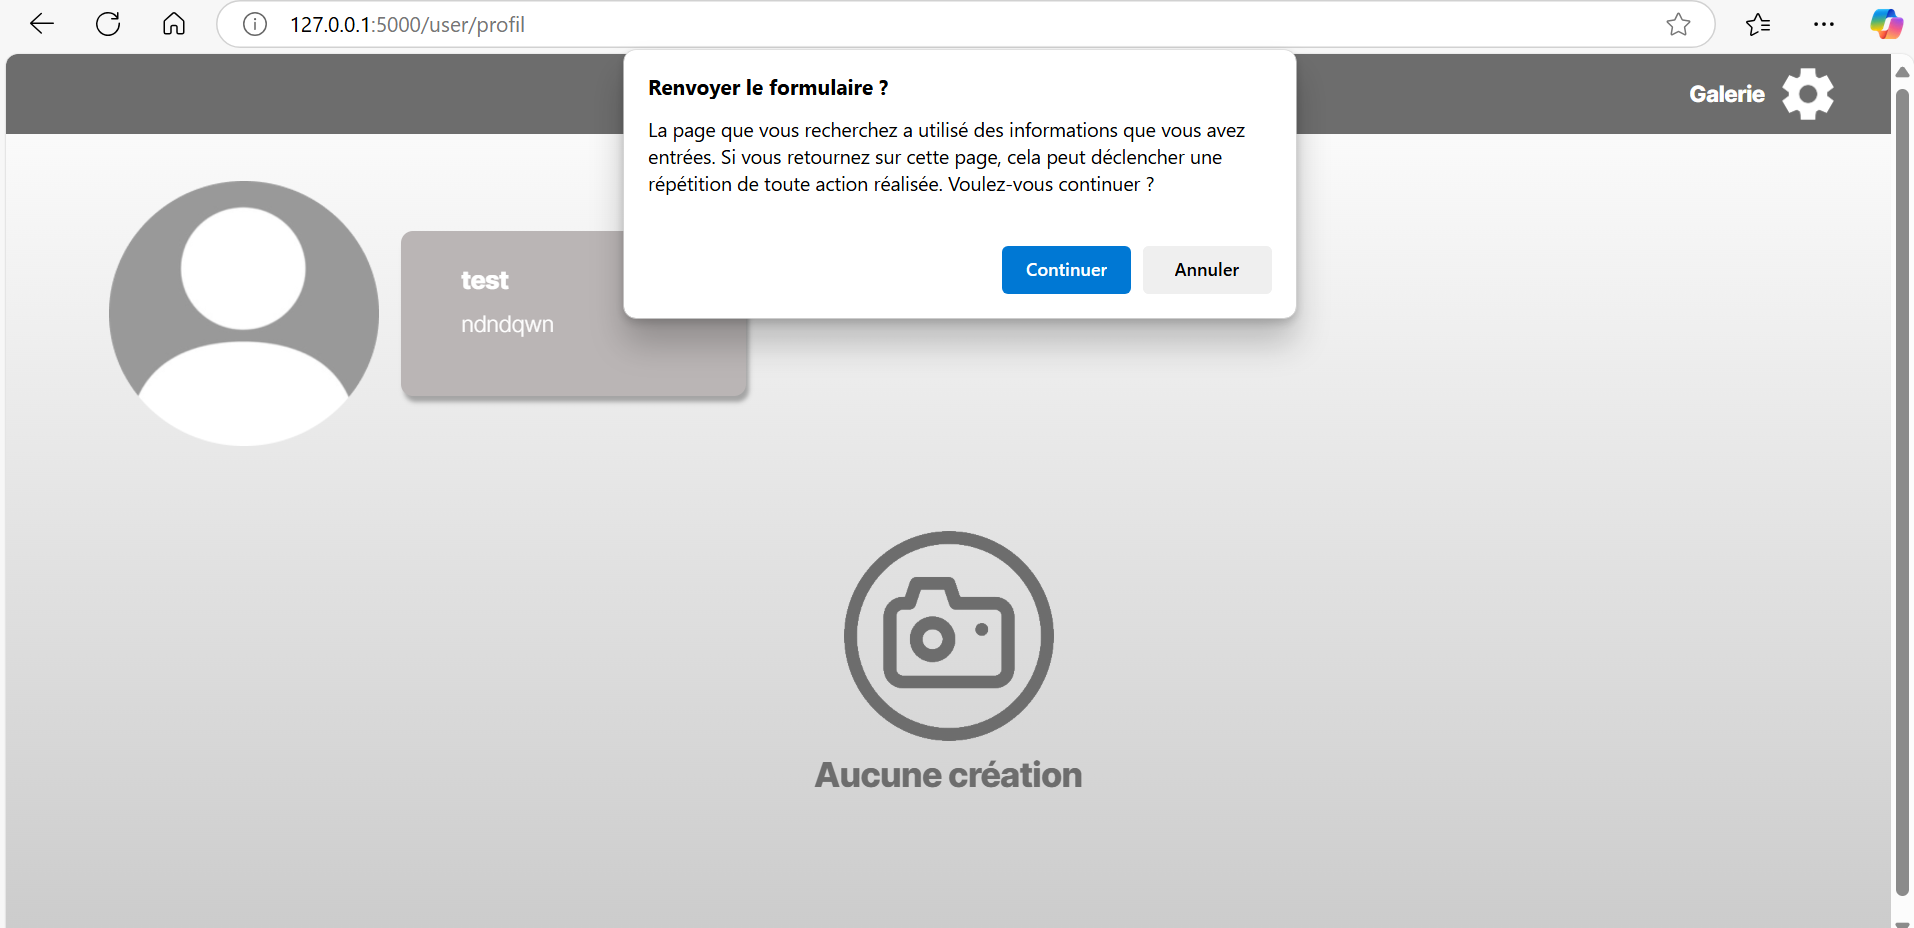 127.0.0.1:5000/user/profil
Renvoyer le formulaire ?
La page que vous recherchez a utilisé des informations que vous avez
entrées. Si vous retournez sur cette page, cela peut déclencher une
répétition de toute action réalisée. Voulez-vous continuer ?
Continuer
Annuler
Galerie
test
ndndqwn
Aucune création